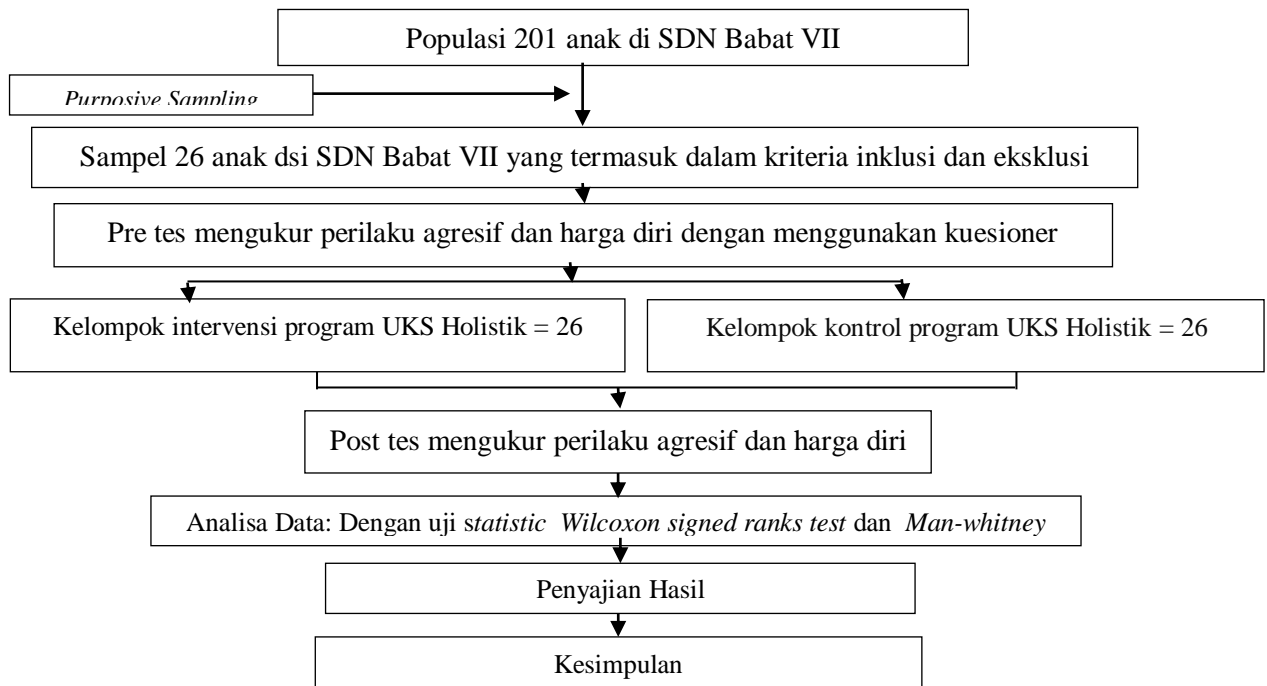 Populasi 201 anak di SDN Babat VII
Purposive Sampling
Sampel 26 anak dsi SDN Babat VII yang termasuk dalam kriteria inklusi dan eksklusi
Pre tes mengukur perilaku agresif dan harga diri dengan menggunakan kuesioner
Kelompok intervensi program UKS Holistik = 26
Kelompok kontrol program UKS Holistik = 26
Post tes mengukur perilaku agresif dan harga diri
Analisa Data: Dengan uji statistic Wilcoxon signed ranks test dan Man-whitney
Penyajian Hasil
Kesimpulan